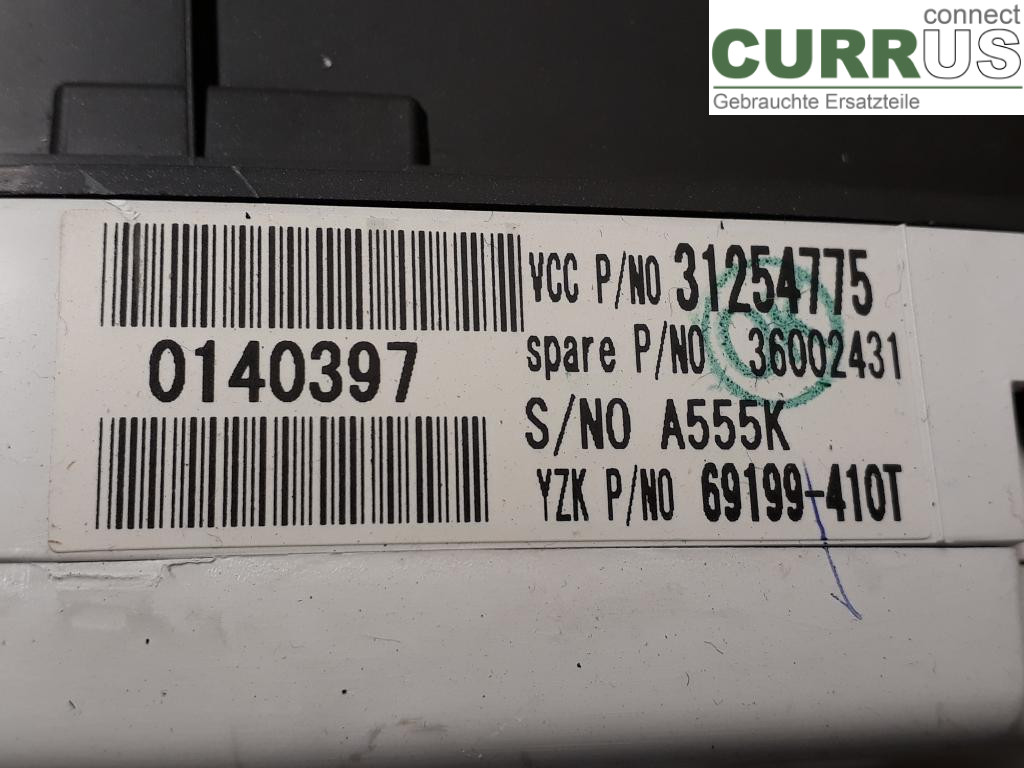 connect
CURRUS
Gebrauchte Ersatzteile
VCC P/NO 31254775
0140397
spare P/NO 36002431
S/NO A555K
YZK P/NO 69199-410T